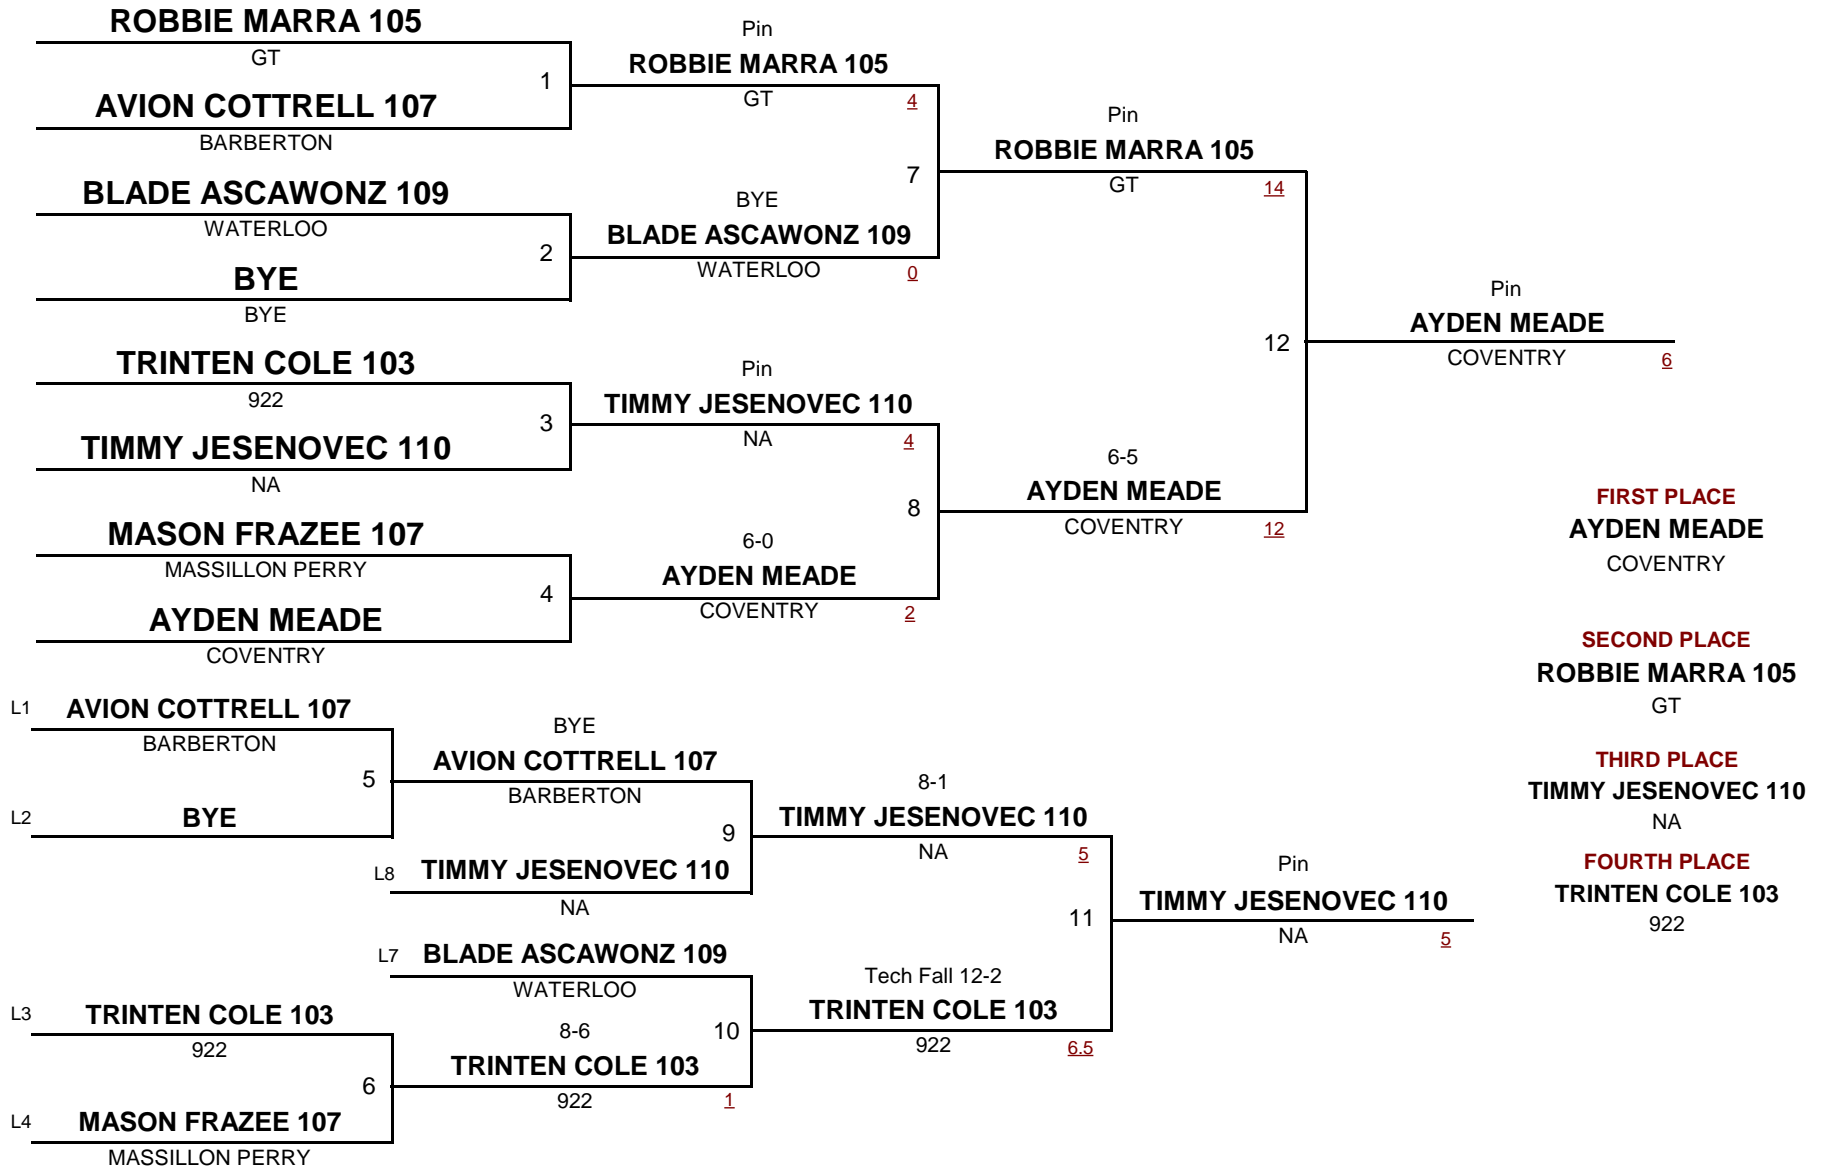 ROBBIE MARRA 105
GT
1
AVION COTTRELL 107
BARBERTON
BLADE ASCAWONZ 109
WATERLOO
2
BYE
BYE
TRINTEN COLE 103
922
3
TIMMY JESENOVEC 110
NA
MASON FRAZEE 107
MASSILLON PERRY
4
AYDEN MEADE
COVENTRY
Pin
ROBBIE MARRA 105
GT 4
7
BYE
BLADE ASCAWONZ 109
WATERLOO 0
Pin
TIMMY JESENOVEC 110
NA 4
8
6-0
AYDEN MEADE
COVENTRY 2
Pin
ROBBIE MARRA 105
GT 14
12
6-5
AYDEN MEADE
COVENTRY 12
Pin
AYDEN MEADE
COVENTRY 6
FIRST PLACE
AYDEN MEADE
COVENTRY
SECOND PLACE
ROBBIE MARRA 105
GT
THIRD PLACE
TIMMY JESENOVEC 110
NA
FOURTH PLACE
TRINTEN COLE 103
922
L1 AVION COTTRELL 107
BARBERTON
5
L2 BYE
BYE
AVION COTTRELL 107
BARBERTON
9
L8 TIMMY JESENOVEC 110
NA
L7 BLADE ASCAWONZ 109
WATERLOO
10
L3 TRINTEN COLE 103
922
6
L4 MASON FRAZEE 107
MASSILLON PERRY
8-6
TRINTEN COLE 103
922 1
8-1
TIMMY JESENOVEC 110
NA 5
11
Tech Fall 12-2
TRINTEN COLE 103
922 6.5
Pin
TIMMY JESENOVEC 110
NA 5